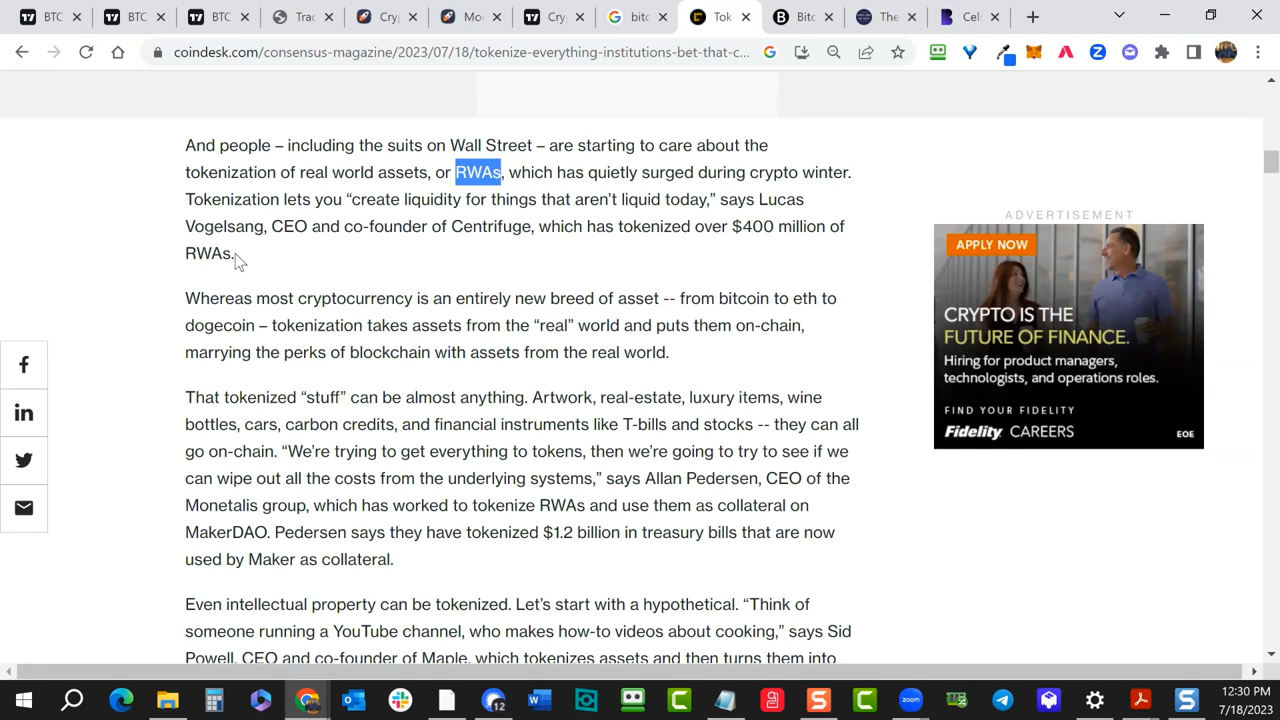 BTC
BTC
BTC
Trac
Cryp
Mo
Cryp
bitc
Tok
Bitc
The
Cels
coindesk.com/consensus-magazine/2023/07/18/tokenize-everything-institutions-bet-that-c...
And people – including the suits on Wall Street – are starting to care about the
tokenization of real world assets, or RWAs, which has quietly surged during crypto winter.
Tokenization lets you “create liquidity for things that aren’t liquid today,” says Lucas
Vogelsang, CEO and co-founder of Centrifuge, which has tokenized over $400 million of
RWAs.
Whereas most cryptocurrency is an entirely new breed of asset -- from bitcoin to eth to
dogecoin – tokenization takes assets from the “real” world and puts them on-chain,
marrying the perks of blockchain with assets from the real world.
That tokenized “stuff” can be almost anything. Artwork, real-estate, luxury items, wine
bottles, cars, carbon credits, and financial instruments like T-bills and stocks -- they can all
go on-chain. “We’re trying to get everything to tokens, then we’re going to try to see if we
can wipe out all the costs from the underlying systems,” says Allan Pedersen, CEO of the
Monetalis group, which has worked to tokenize RWAs and use them as collateral on
MakerDAO. Pedersen says they have tokenized $1.2 billion in treasury bills that are now
used by Maker as collateral.
Even intellectual property can be tokenized. Let’s start with a hypothetical. “Think of
someone running a YouTube channel, who makes how-to videos about cooking,” says Sid
Powell, CEO and co-founder of Maple, which tokenizes assets and then turns them into
ADVERTISEMENT
APPLY NOW
CRYPTO IS THE
FUTURE OF FINANCE.
Hiring for product managers,
technologists, and operations roles.
FIND YOUR FIDELITY
Fidelity CAREERS
EOE
12
zoom
12:30 PM
7/18/2023